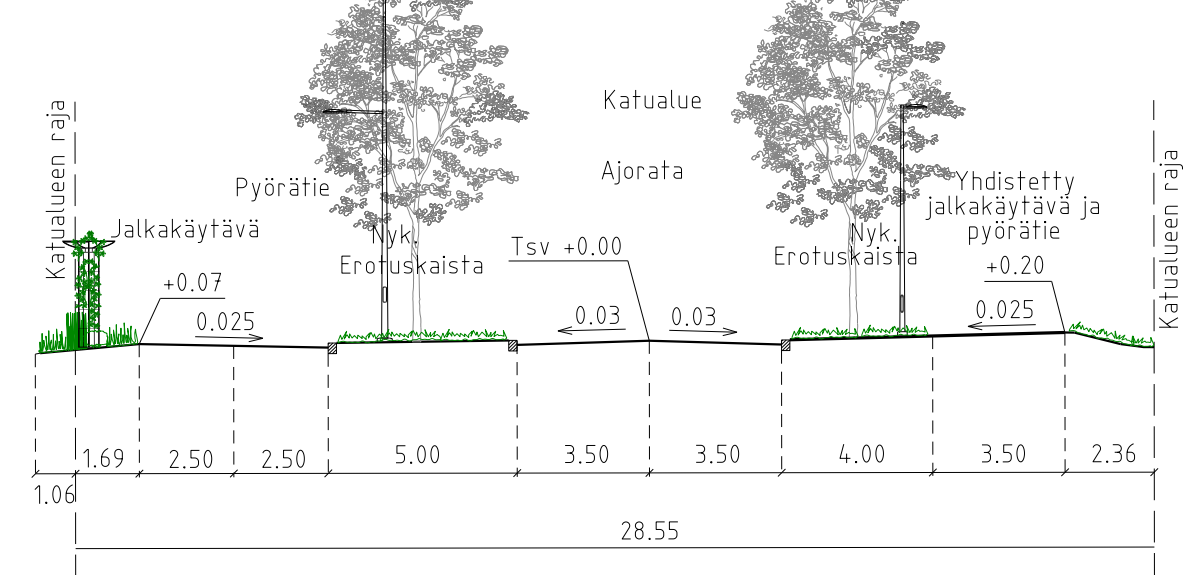 Katualueen raja
Katualue
Ajorata
Pyörätie
Jalkakäytävä
Nyk.
Erotuskaista
Tsv +0.00
Nyk.
Erotuskaista
Yhdistetty
jalkakäytävä ja
pyörätie
Katualueen raja
+0.07
0.025
0.03
0.03
+0.20
0.025
1.06
1.69
2.50
2.50
5.00
3.50
3.50
4.00
3.50
2.36
28.55